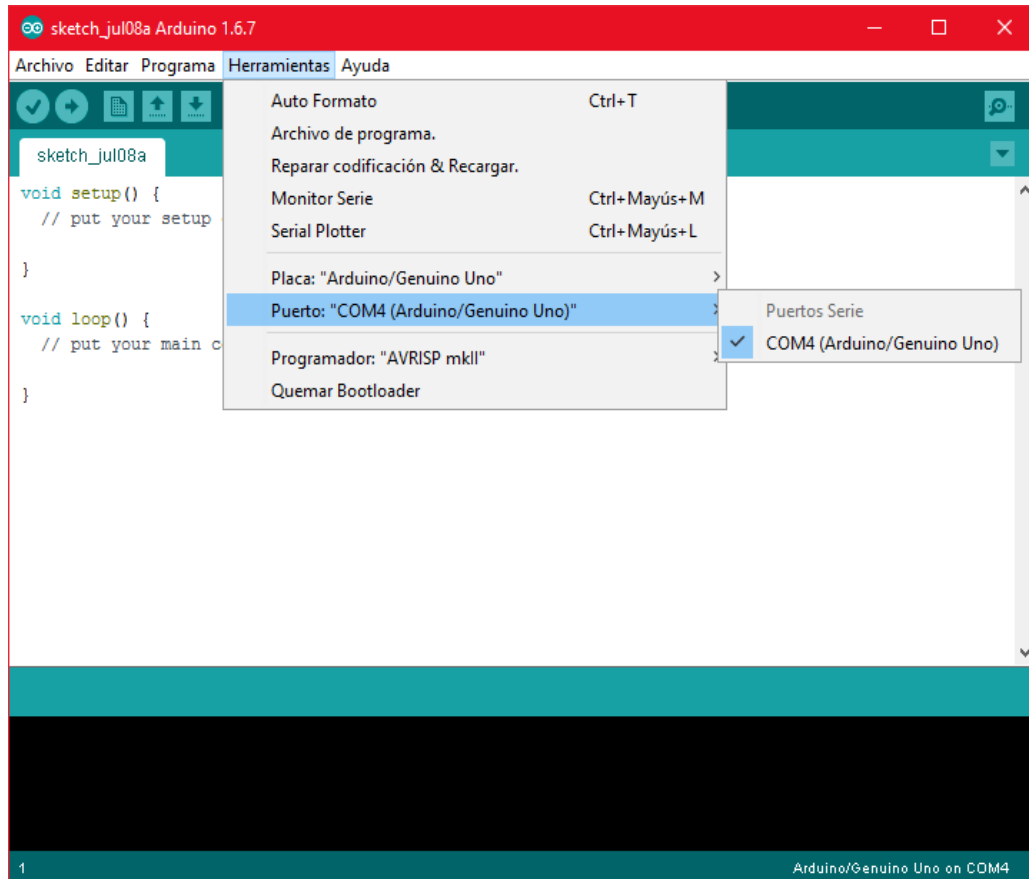 sketch_jul08a Arduino 1.6.7
Archivo Editar Programa Herramientas Ayuda
sketch_jul08a
void setup() {
// put your setup
}
void loop() {
// put your main c
}
Auto Formato Ctrl+T
Archivo de programa.
Reparar codificación & Recargar.
Monitor Serie Ctrl+Mayús+M
Serial Plotter Ctrl+Mayús+L
Placa: "Arduino/Genuino Uno"
Puerto: "COM4 (Arduino/Genuino Uno)"
Programador: "AVRISP mkII"
Quemar Bootloader
Puertos Serie
COM4 (Arduino/Genuino Uno)
1 Arduino/Genuino Uno on COM4